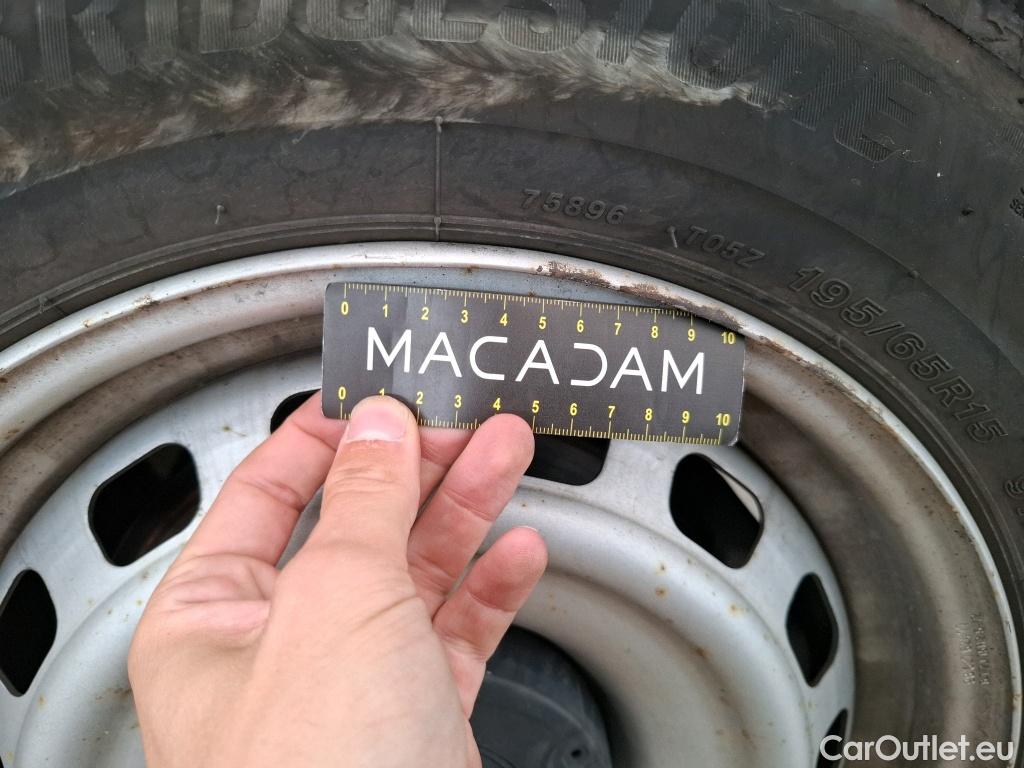 BRIDGESTONE
75896
T05Z
195/65R15
0 1 2 3 4 5 6 7 8 9 10
MACADAM
0 1 2 3 4 5 6 7 8 9 10
CarOutlet.eu